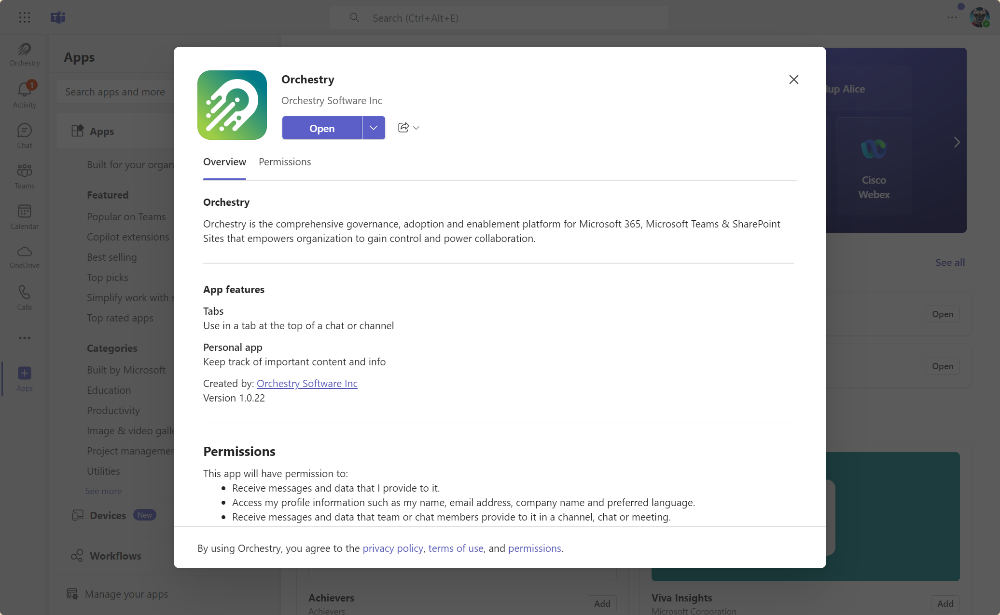 Search (Ctrl+Alt+E)
Orchestry
Activity
1
Chat
Teams
Calendar
OneDrive
Calls
Apps
Apps
Search apps and more
Apps
Built for your organ
Featured
Popular on Teams
Copilot extensions
Best selling
Top picks
Simplify work with s
Top rated apps
Categories
Built by Microsoft
Education
Productivity
Image & video galle
Project managemen
Utilities
See more
Devices New
Workflows
Manage your apps
Orchestry
Orchestry Software Inc
Open
Overview Permissions
Orchestry
Orchestry is the comprehensive governance, adoption and enablement platform for Microsoft 365, Microsoft Teams & SharePoint
Sites that empowers organization to gain control and power collaboration.
App features
Tabs
Use in a tab at the top of a chat or channel
Personal app
Keep track of important content and info
Created by: Orchestry Software Inc
Version 1.0.22
Permissions
This app will have permission to:
• Receive messages and data that I provide to it.
• Access my profile information such as my name, email address, company name and preferred language.
• Receive messages and data that team or chat members provide to it in a channel, chat or meeting.
By using Orchestry, you agree to the privacy policy, terms of use, and permissions.
lup Alice
Cisco
Webex
See all
Open
Open
Achievers
Achievers
Add
Viva Insights
Microsoft Corporation
Add